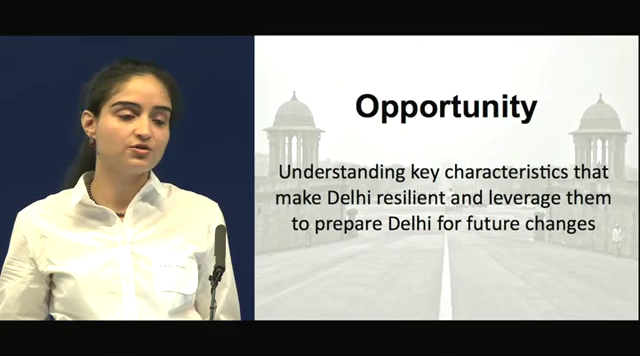 Opportunity
Understanding key characteristics that
make Delhi resilient and leverage them
to prepare Delhi for future changes